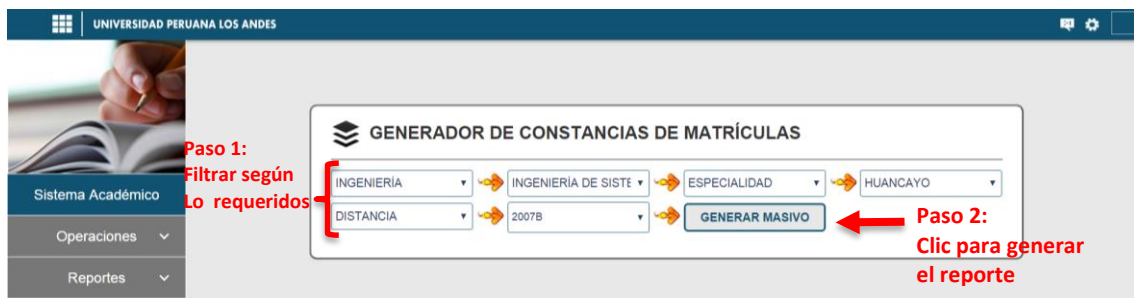 UNIVERSIDAD PERUANA LOS ANDES
GENERADOR DE CONSTANCIAS DE MATRÍCULAS
Paso 1:
Filtrar según
Lo requeridos
INGENIERÍA
INGENIERÍA DE SISTE
ESPECIALIDAD
HUANCAYO
DISTANCIA
2007B
GENERAR MASIVO
Paso 2:
Clic para generar
el reporte
Sistema Académico
Operaciones
Reportes